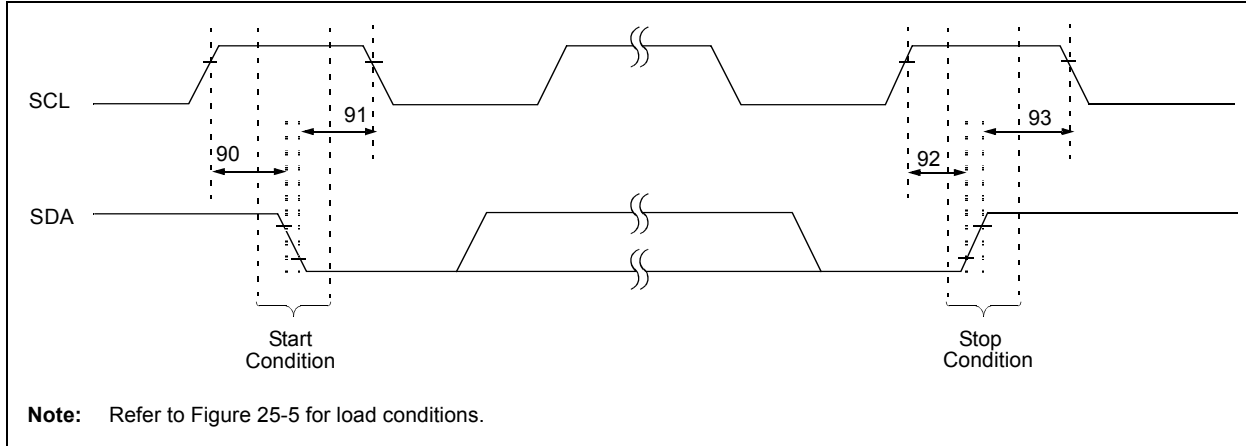 SCL
91
93
90
92
SDA
Start
Condition
Stop
Condition
Note: Refer to Figure 25-5 for load conditions.